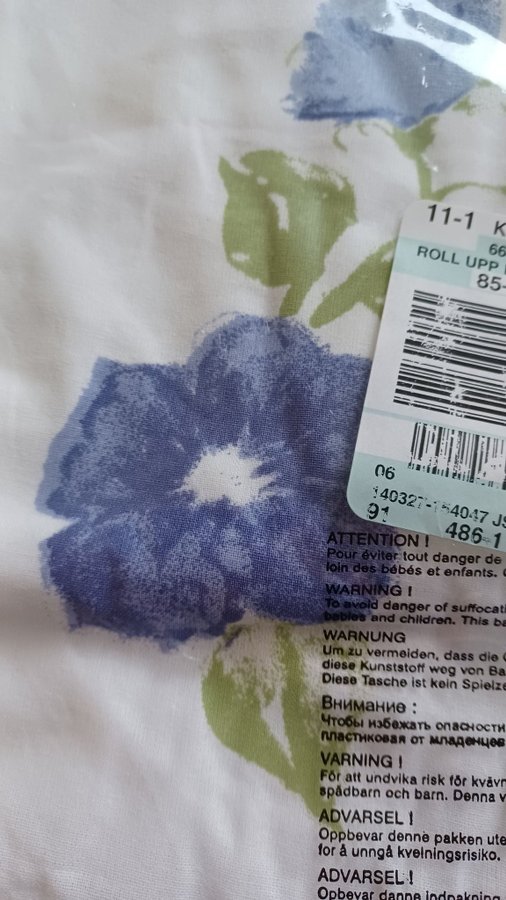 11-1 K
66
ROLL UPP
85-
06
91
486-1
ATTENTION !
Pour éviter tout danger de
loin des bébés et enfants.
WARNING !
To avoid danger of suffocati
babies and children. This ba
WARNUNG
Um zu vermeiden, dass die
diese Kunststoff weg von Ba
Diese Tasche ist kein Spielze
Внимание :
Чтобы избежать опасности
пластиковая от младенцев
VARNING !
För att undvika risk för kväv
spädbarn och barn. Denna v
ADVARSEL !
Oppbevar denne pakken ute
for å unngå kvelningsrisiko.
ADVARSEL !
Opbevar danne indpakning